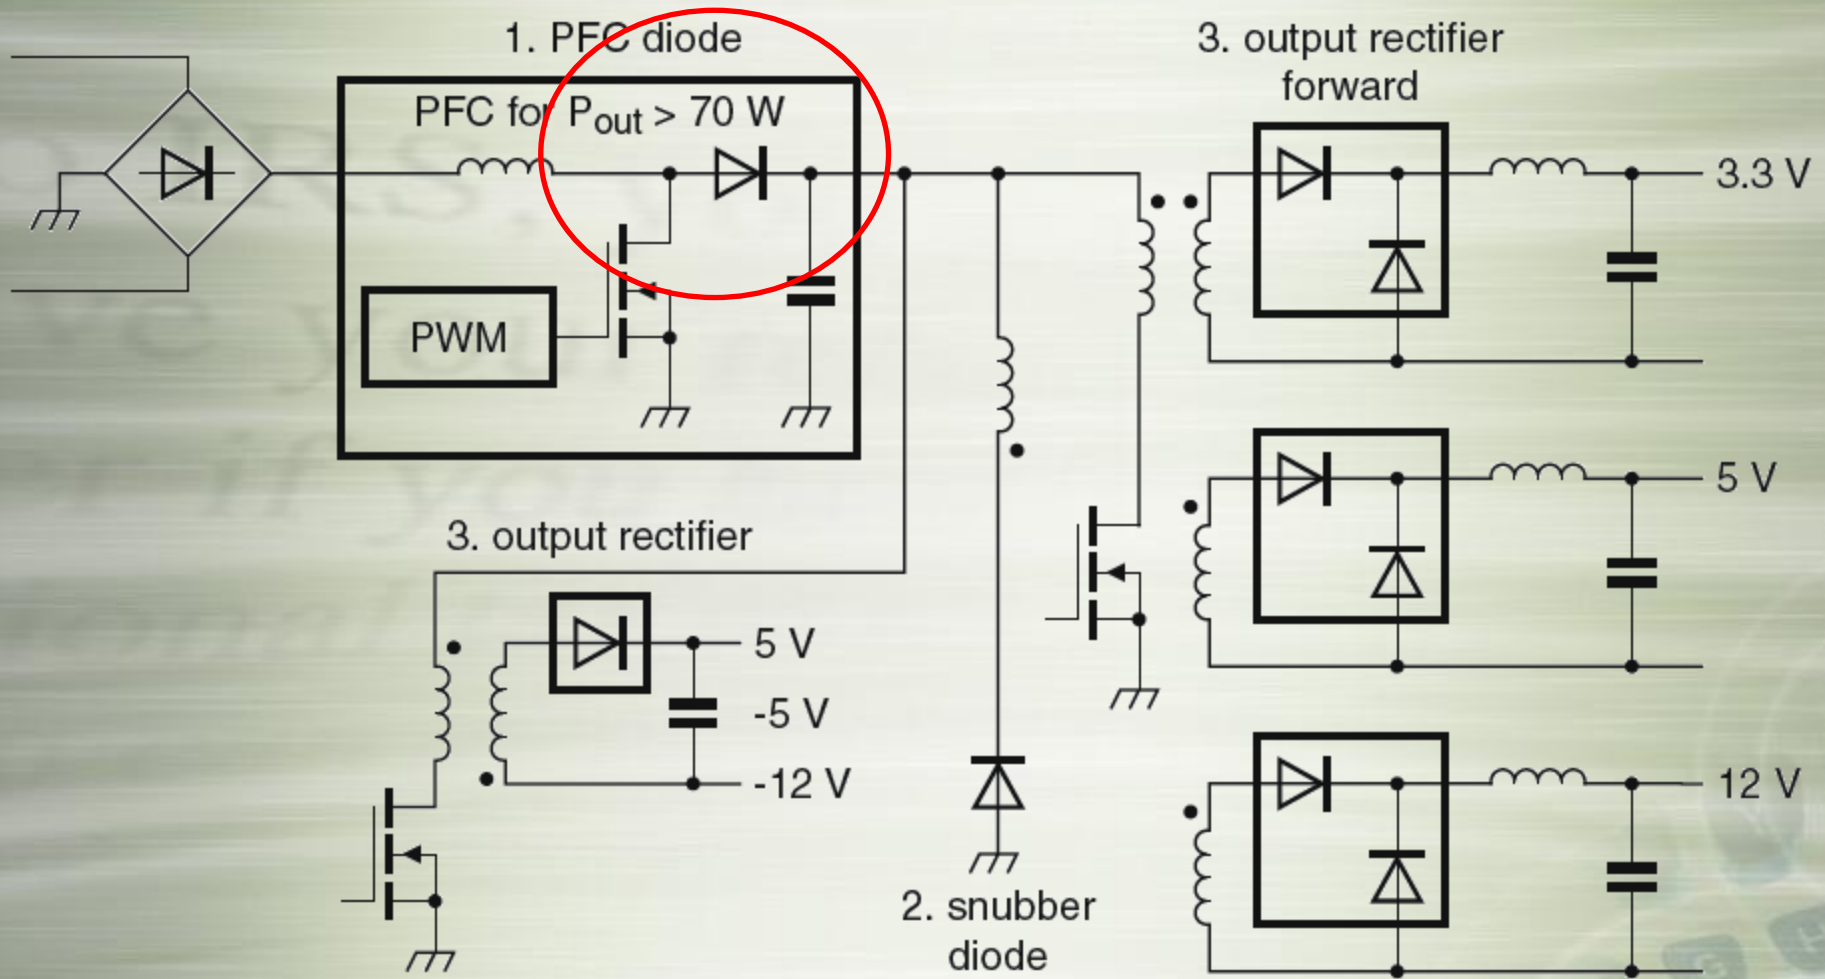 1. PFC diode
PFC for Pout > 70 W
PWM
3. output rectifier
forward
3.3 V
5 V
3. output rectifier
5 V
-5 V
-12 V
12 V
2. snubber
diode